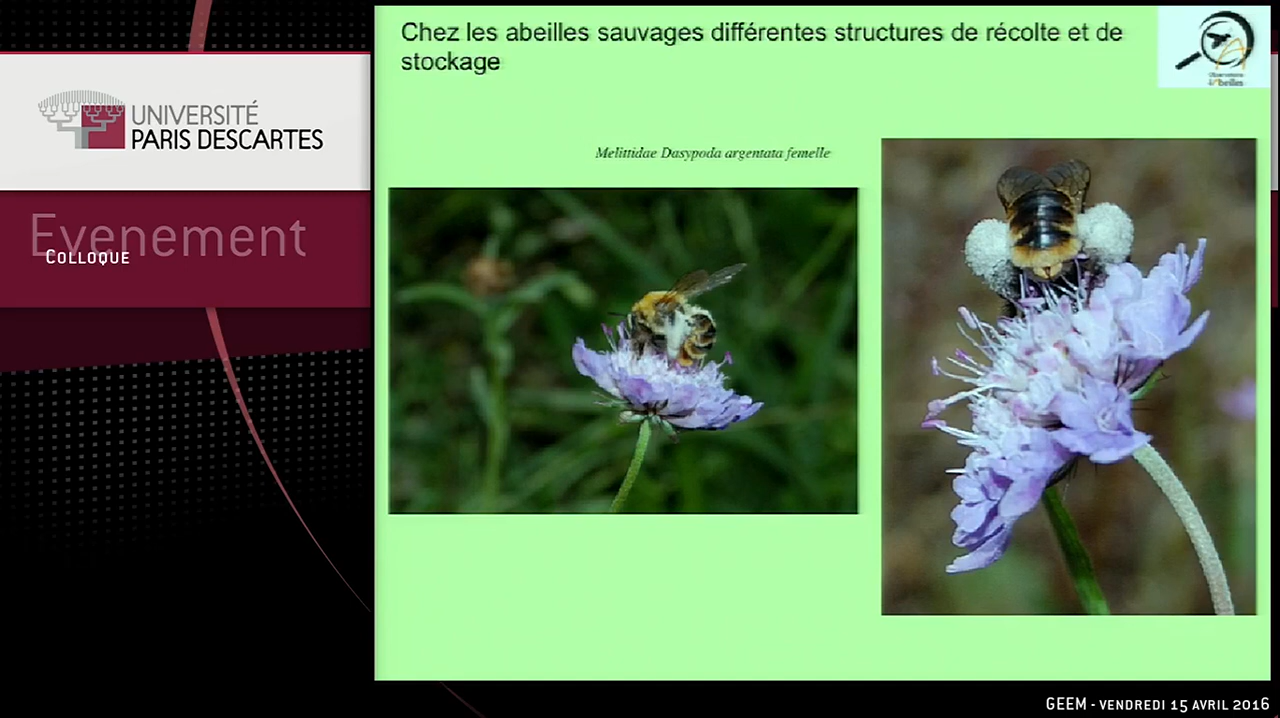 Chez les abeilles sauvages différentes structures de récolte et de
stockage
UNIVERSITÉ
PARIS DESCARTES
Evenement
COLLOQUE
Melittidae Dasypoda argentata femelle
GEEM - VENDREDI 15 AVRIL 2016